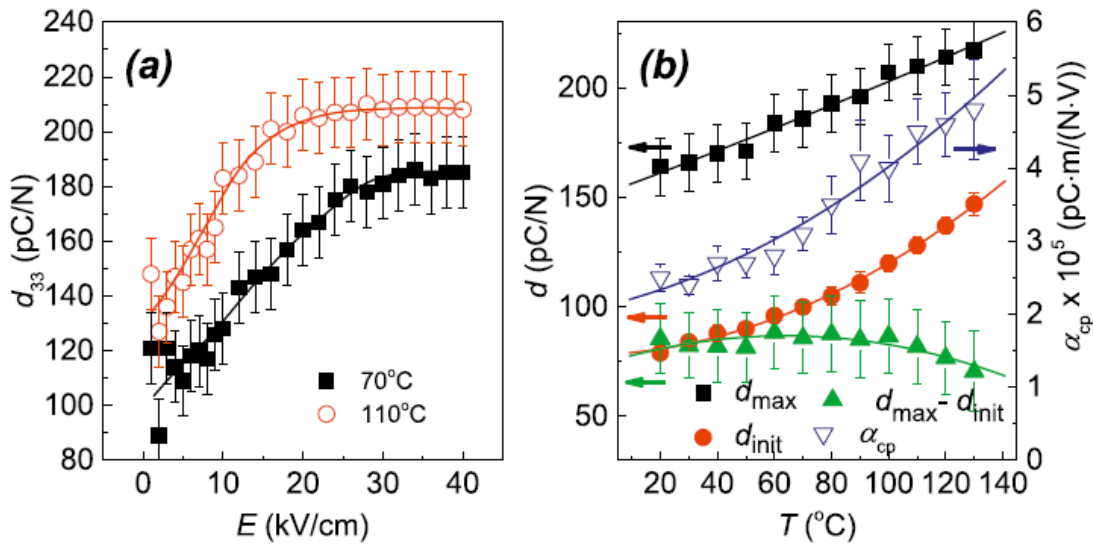 (a)
240
220
200
180
160
140
120
100
80
d33 (pC/N)
0 10 20 30 40
E (kV/cm)
70°C
110°C
(b)
200
150
100
50
d (pC/N)
20 40 60 80 100 120 140
T (°C)
6
5
4
3
2
1
0
αcp x 10⁵ (pC·m/(N·V))
dmax dmax- dinit
dinit αcp